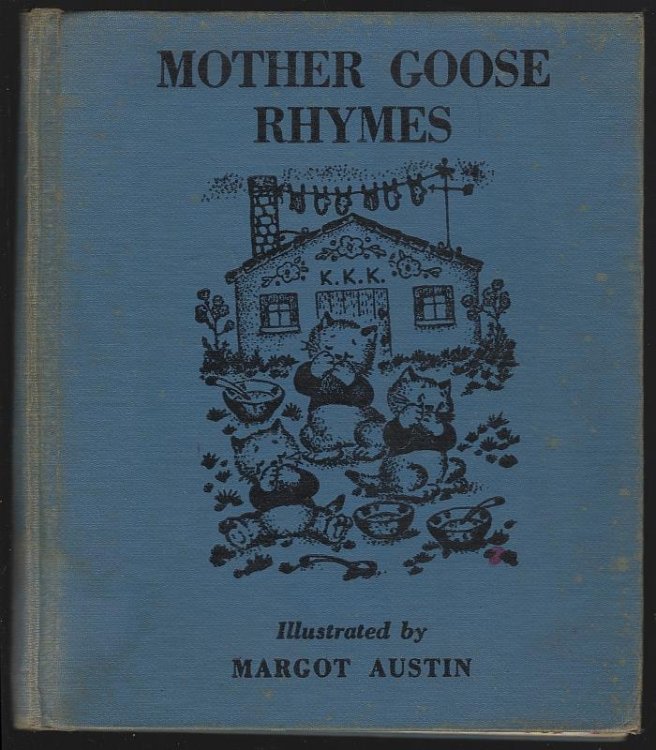 MOTHER GOOSE
RHYMES
K.K.K.
Illustrated by
MARGOT AUSTIN